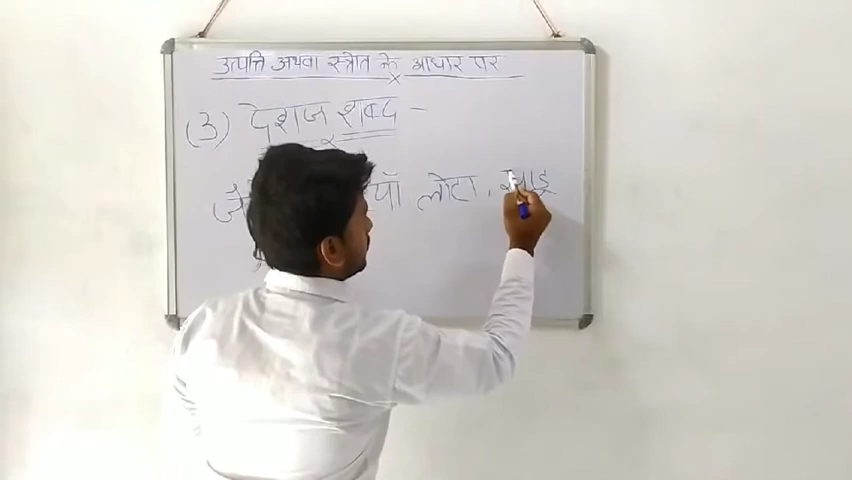 उत्पत्ति अथवा स्त्रोत के आधार पर
(3) देशज शब्द –
जै याँ लोटा,